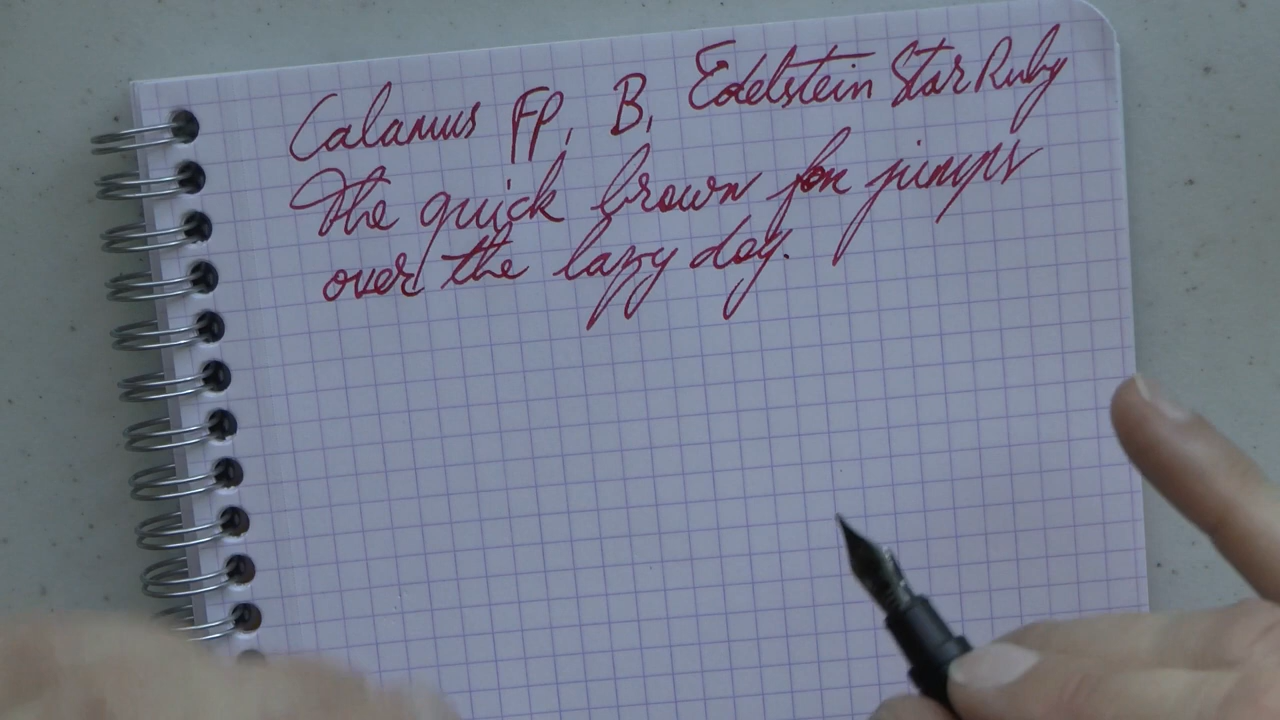 Calamus FP, B, Edelstein Star Ruby
The quick brown fox jumps
over the lazy dog.